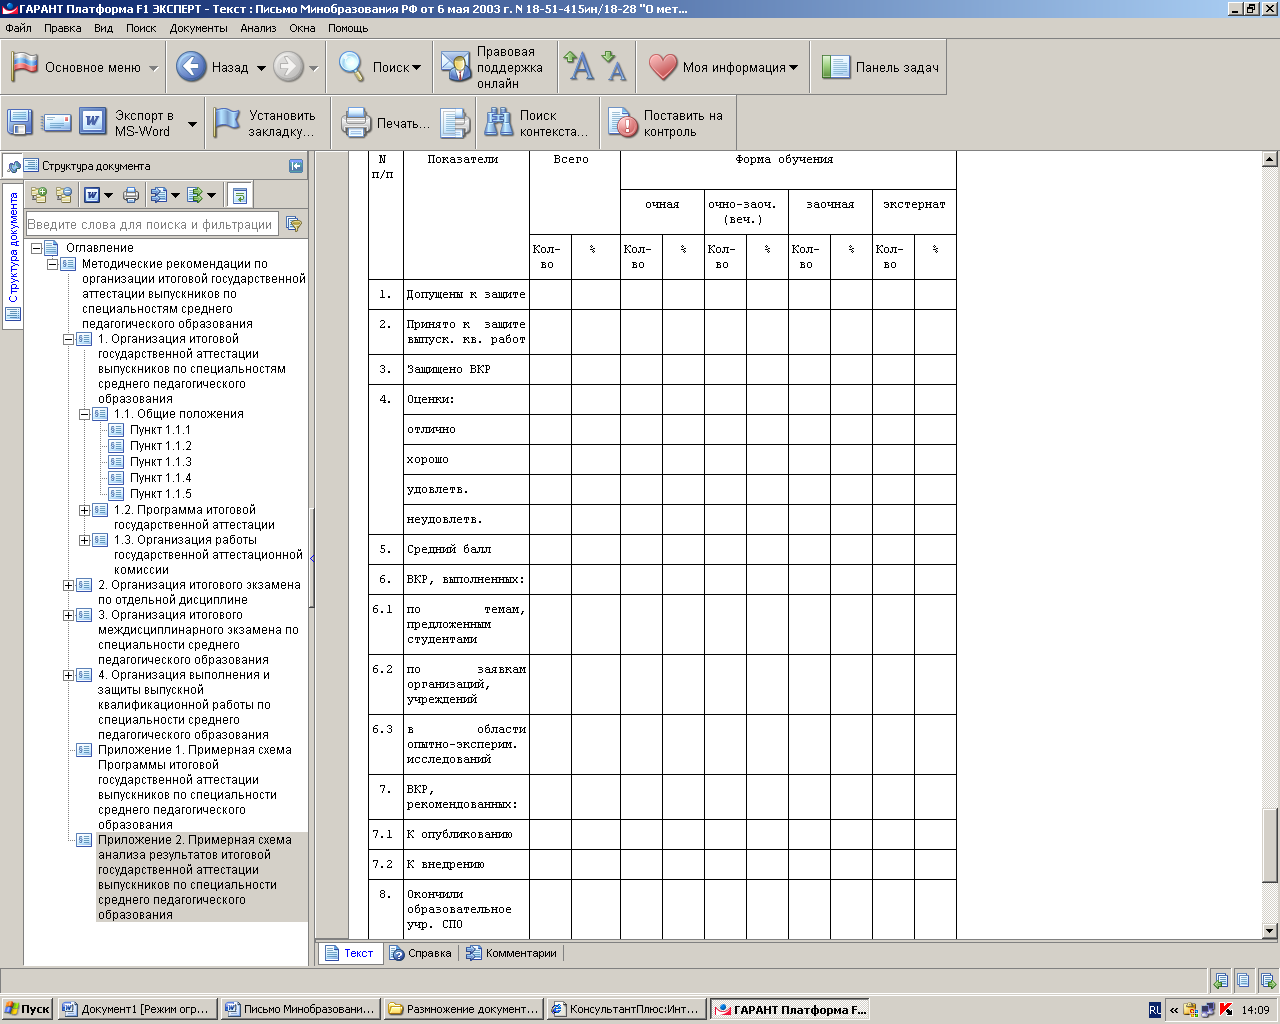 ГАРАНТ Платформа F1 ЭКСПЕРТ - Текст : Письмо Минобразования РФ от 6 мая 2003 г. N 18-51-415ин/18-28 "О мет...
Файл Правка Вид Поиск Документы Анализ Окна Помощь
Основное меню
Назад
Поиск
Правовая
поддержка
онлайн
Моя информация
Панель задач
Экспорт в
MS-Word
Установить
закладку...
Печать...
Поиск
контекста...
Поставить на
контроль
Структура документа
Структура документа
Введите слова для поиска и фильтрации
Оглавление
Методические рекомендации по
организации итоговой государственной
аттестации выпускников по
специальностям среднего
педагогического образования
1. Организация итоговой
государственной аттестации
выпускников по специальностям
среднего педагогического
образования
1.1. Общие положения
Пункт 1.1.1
Пункт 1.1.2
Пункт 1.1.3
Пункт 1.1.4
Пункт 1.1.5
1.2. Программа итоговой
государственной аттестации
1.3. Организация работы
государственной аттестационной
комиссии
2. Организация итогового экзамена
по отдельной дисциплине
3. Организация итогового
междисциплинарного экзамена по
специальности среднего
педагогического образования
4. Организация выполнения и
защиты выпускной
квалификационной работы по
специальности среднего
педагогического образования
Приложение 1. Примерная схема
Программы итоговой
государственной аттестации
выпускников по специальности
среднего педагогического
образования
Приложение 2. Примерная схема
анализа результатов итоговой
государственной аттестации
выпускников по специальности
среднего педагогического
образования
N
п/п
Показатели
Всего
Форма обучения
очная
очно-заоч.
(веч.)
заочная
экстернат
Кол-
во
%
Кол-
во
%
Кол-
во
%
Кол-
во
%
Кол-
во
%
1. Допущены к защите
2. Принято к защите
выпуск. кв. работ
3. Защищено ВКР
4. Оценки:
отлично
хорошо
удовлетв.
неудовлетв.
5. Средний балл
6. ВКР, выполненных:
6.1 по темам,
предложенным
студентами
6.2 по заявкам
организаций,
учреждений
6.3 в области
опытно-эксперим.
исследований
7. ВКР,
рекомендованных:
7.1 К опубликованию
7.2 К внедрению
8. Окончили
образовательное
учр. СПО
Текст
Справка
Комментарии
Пуск
Документ1 [Режим огр...
Письмо Минобразовани...
Размножение документ...
КонсультантПлюс:Инт...
ГАРАНТ Платформа F...
RU
«
14:09